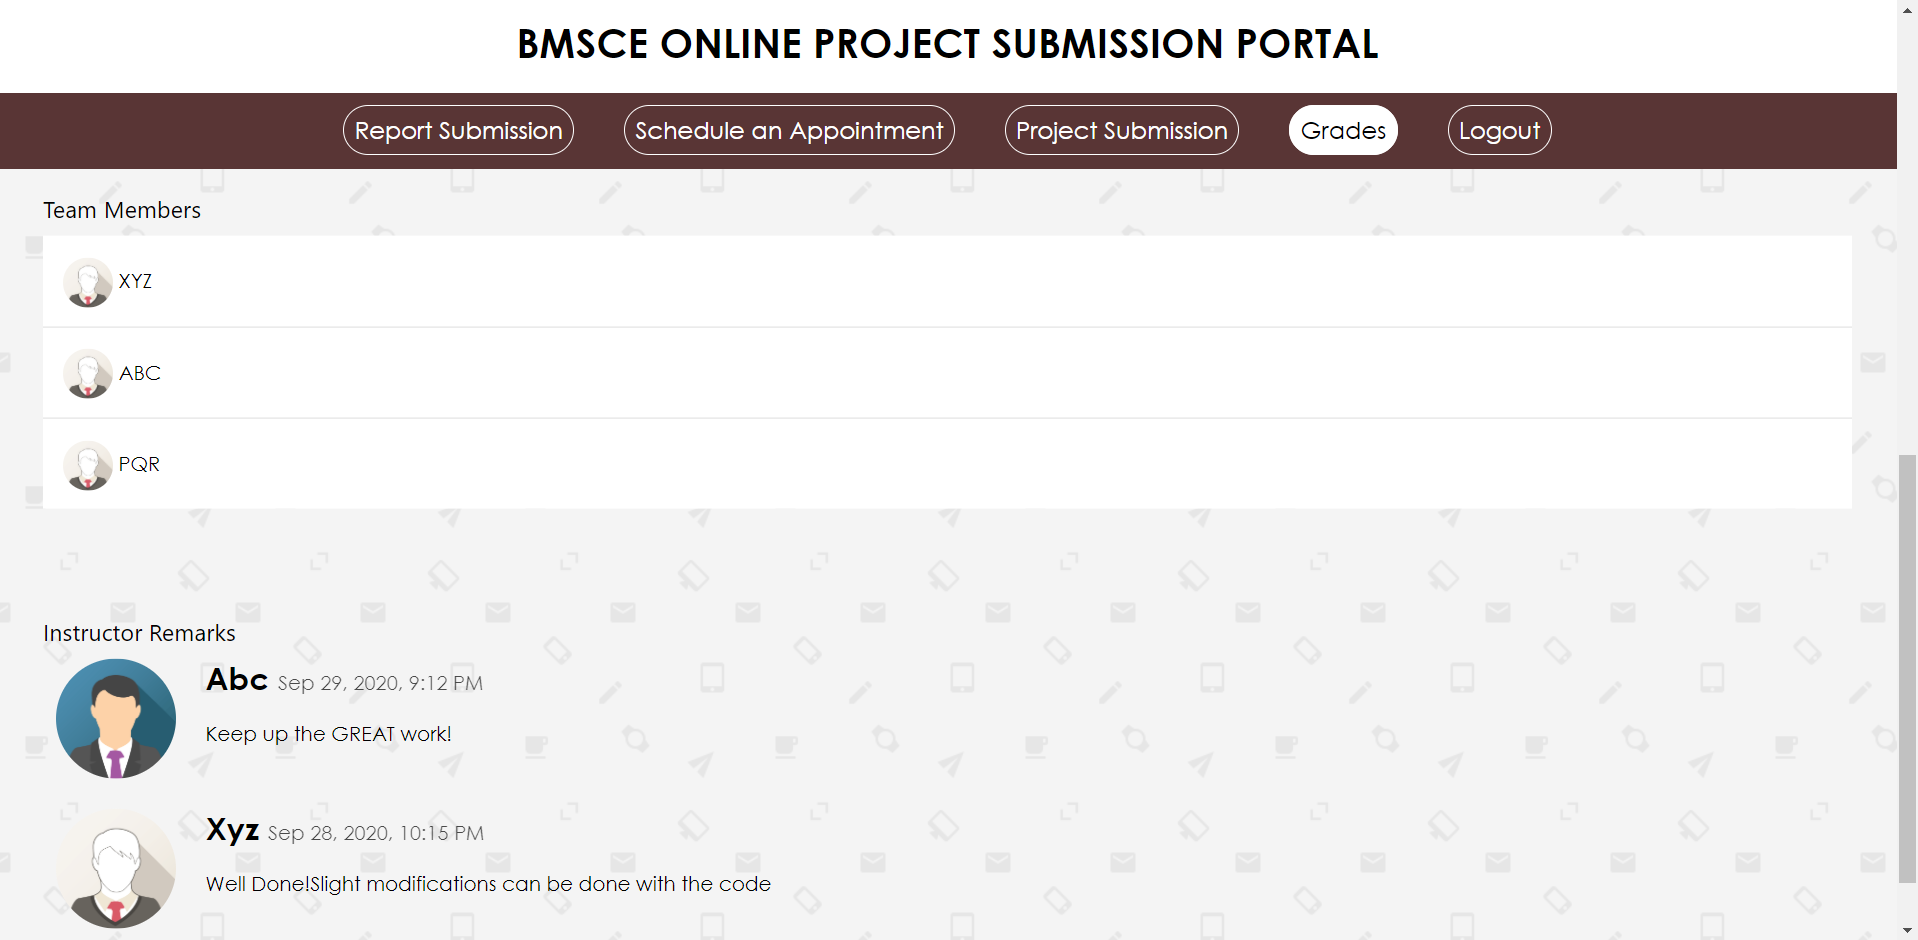 BMSCE ONLINE PROJECT SUBMISSION PORTAL
Report Submission Schedule an Appointment Project Submission Grades Logout
Team Members
XYZ
ABC
PQR
Instructor Remarks
Abc Sep 29, 2020, 9:12 PM
Keep up the GREAT work!
Xyz Sep 28, 2020, 10:15 PM
Well Done!Slight modifications can be done with the code